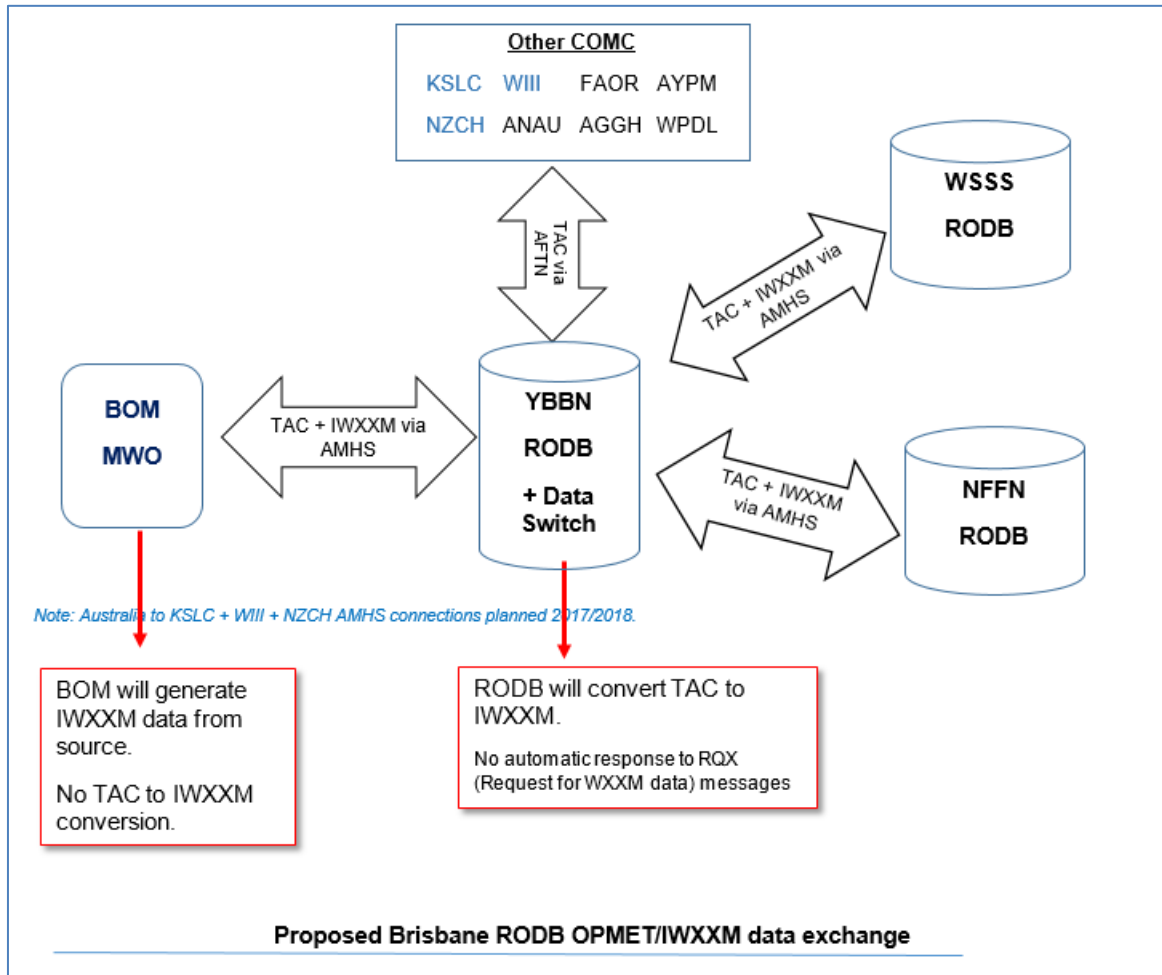 Other COMC
KSLC WIII FAOR AYPM
NZCH ANAU AGGH WPDL
TAC via
AFTN
WSSS
RODB
TAC + IWXXM via
AMHS
BOM
MWO
TAC + IWXXM via
AMHS
YBBN
RODB
+ Data
Switch
TAC + IWXXM
via AMHS
NFFN
RODB
Note: Australia to KSLC + WIII + NZCH AMHS connections planned 2017/2018.
BOM will generate
IWXXM data from
source.
No TAC to IWXXM
conversion.
RODB will convert TAC to
IWXXM.
No automatic response to RQX
(Request for WXXM data) messages
Proposed Brisbane RODB OPMET/IWXXM data exchange